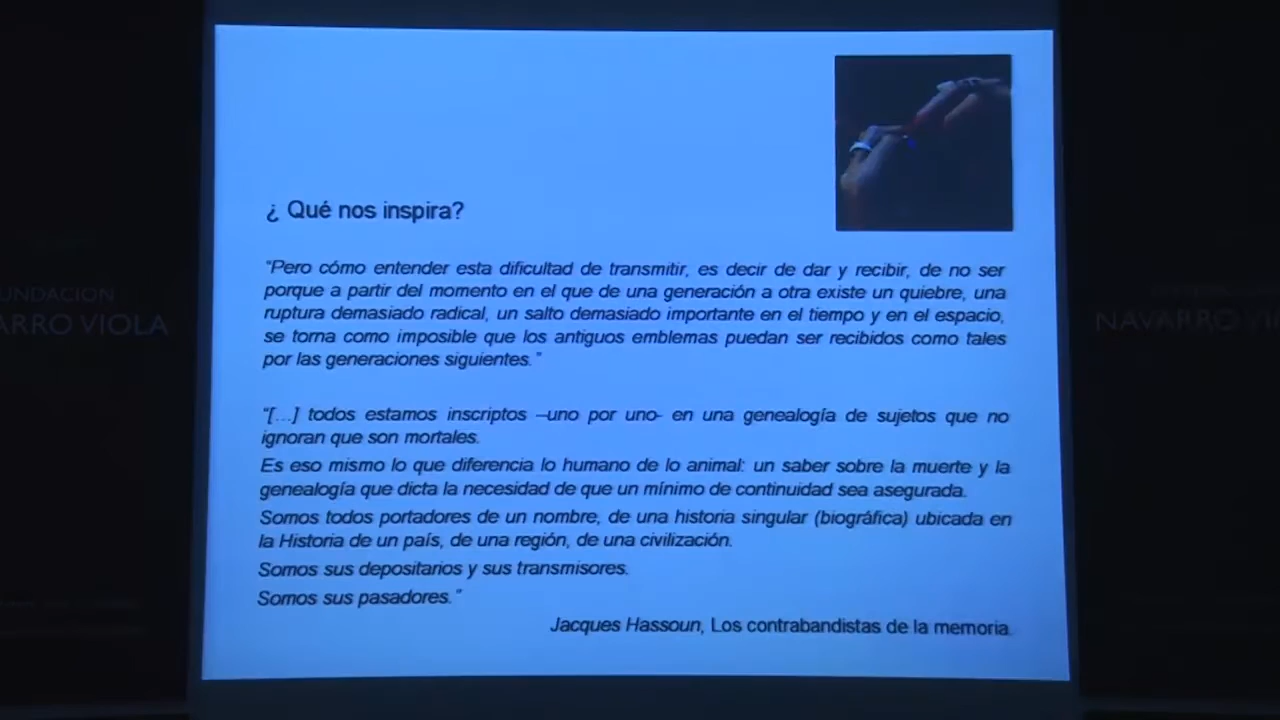 ¿ Qué nos inspira?
“Pero cómo entender esta dificultad de transmitir, es decir de dar y recibir, de no ser
porque a partir del momento en el que de una generación a otra existe un quiebre, una
ruptura demasiado radical, un salto demasiado importante en el tiempo y en el espacio,
se torna como imposible que los antiguos emblemas puedan ser recibidos como tales
por las generaciones siguientes.”
“[…] todos estamos inscriptos –uno por uno- en una genealogía de sujetos que no
ignoran que son mortales.
Es eso mismo lo que diferencia lo humano de lo animal: un saber sobre la muerte y la
genealogía que dicta la necesidad de que un mínimo de continuidad sea asegurada.
Somos todos portadores de un nombre, de una historia singular (biográfica) ubicada en
la Historia de un país, de una región, de una civilización.
Somos sus depositarios y sus transmisores.
Somos sus pasadores.”
Jacques Hassoun, Los contrabandistas de la memoria.
UNDACIÓN
ARRO VIOLA
NAVARRO VI